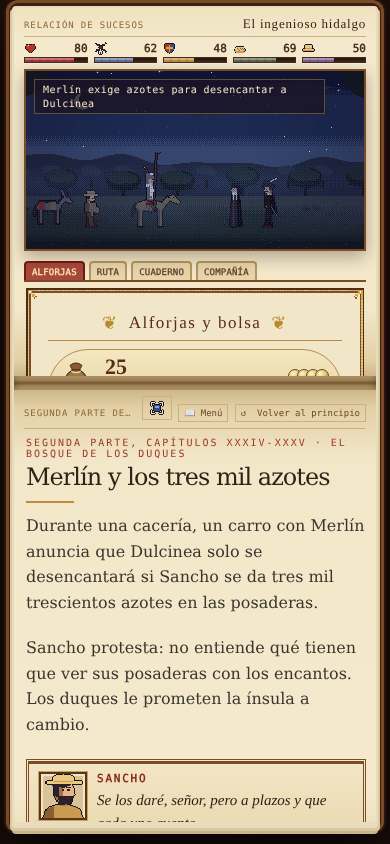 RELACIÓN DE SUCESOS
El ingenioso hidalgo
80
62
48
69
50
Merlín exige azotes para desencantar a
Dulcinea
ALFORJAS
RUTA
CUADERNO
COMPAÑÍA
Alforjas y bolsa
25
SEGUNDA PARTE DE…
Menú
↺ Volver al principio
SEGUNDA PARTE, CAPÍTULOS XXXIV-XXXV · EL
BOSQUE DE LOS DUQUES
Merlín y los tres mil azotes
Durante una cacería, un carro con Merlín
anuncia que Dulcinea solo se
desencantará si Sancho se da tres mil
trescientos azotes en las posaderas.
Sancho protesta: no entiende qué tienen
que ver sus posaderas con los encantos.
Los duques le prometen la ínsula a
cambio.
SANCHO
Se los daré, señor, pero a plazos y que